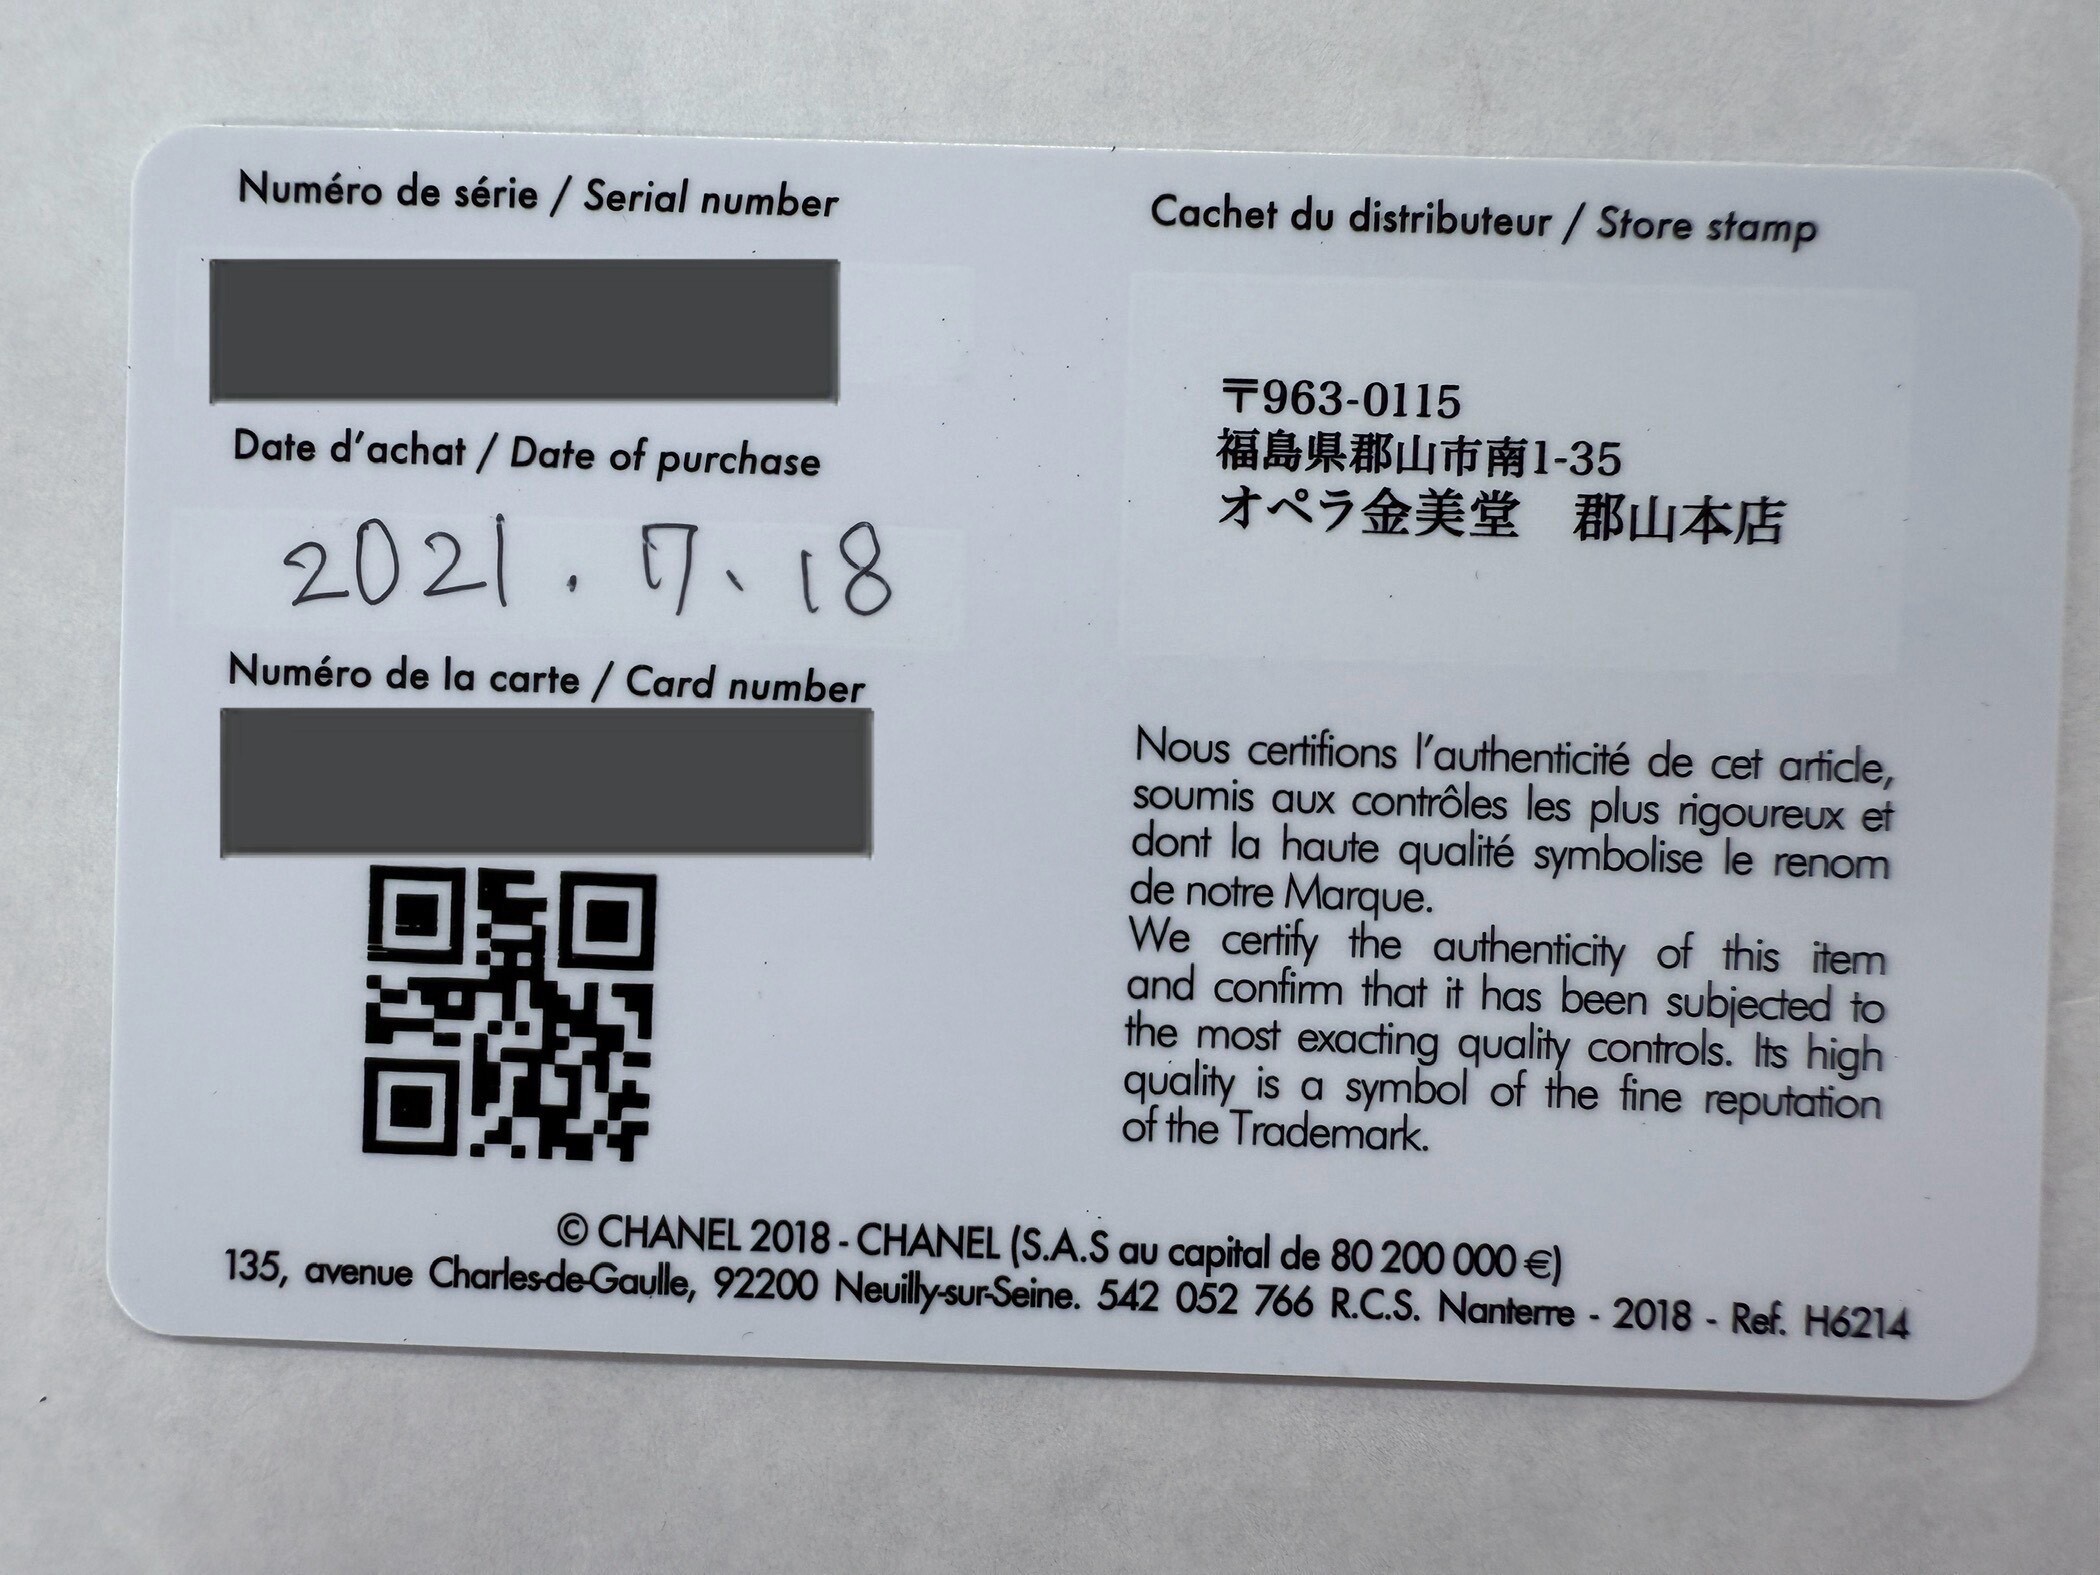 Numéro de série / Serial number
Date d'achat / Date of purchase
2021.7、18
Numéro de la carte / Card number
Cachet du distributeur / Store stamp
〒963-0115
福島県郡山市南1-35
オペラ金美堂　郡山本店
Nous certifions l'authenticité de cet article,
soumis aux contrôles les plus rigoureux et
dont la haute qualité symbolise le renom
de notre Marque.
We certify the authenticity of this item
and confirm that it has been subjected to
the most exacting quality controls. Its high
quality is a symbol of the fine reputation
of the Trademark.
© CHANEL 2018 - CHANEL (S.A.S au capital de 80 200 000 €)
135, avenue Charles-de-Gaulle, 92200 Neuilly-sur-Seine. 542 052 766 R.C.S. Nanterre - 2018 - Ref. H6214